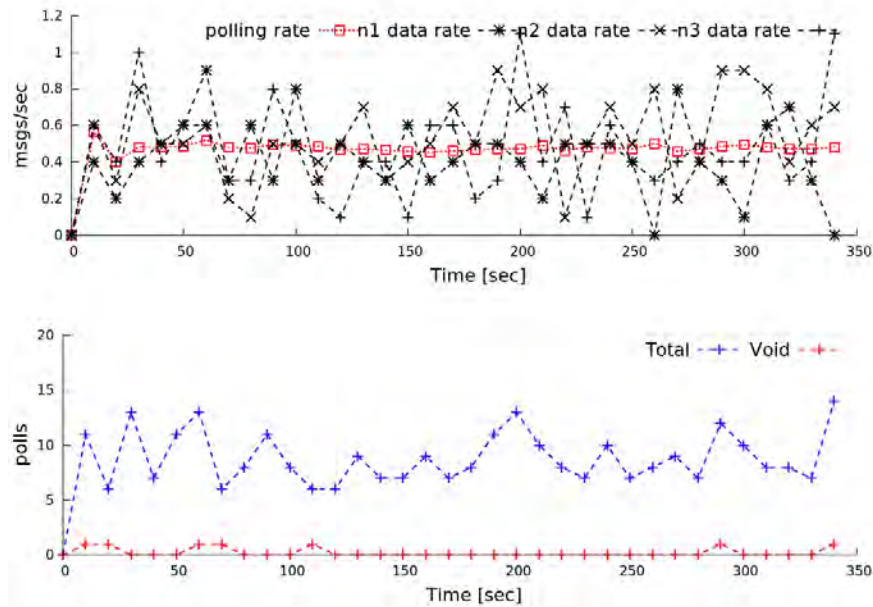 polling rate n1 data rate n2 data rate n3 data rate
1.2
1
0.8
0.6
0.4
0.2
0
msgs/sec
0 50 100 150 200 250 300 350
Time [sec]
Total Void
20
15
10
5
0
polls
0 50 100 150 200 250 300 350
Time [sec]